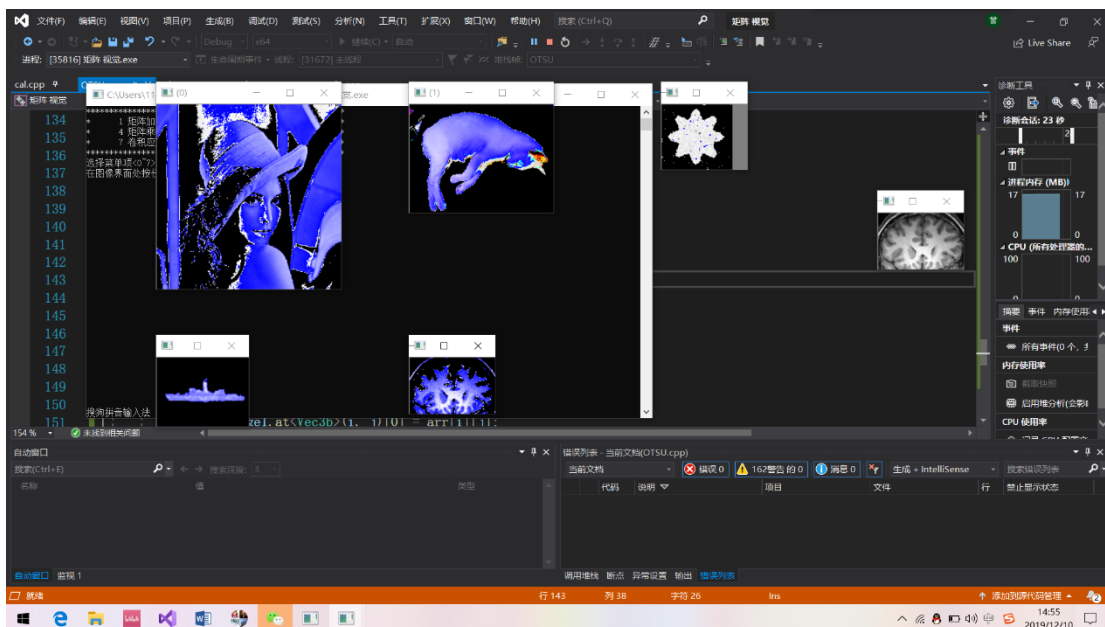 文件(F) 编辑(E) 视图(V) 项目(P) 生成(B) 调试(D) 测试(S) 分析(N) 工具(T) 扩展(X) 窗口(W) 帮助(H) 搜索 (Ctrl+Q) 矩阵 视觉
Debug x64 继续(C) 自动 Live Share
进程: [35816] 矩阵 视觉.exe 生命周期事件 线程: [31672] 主线程 堆栈帧: OTSU
cal.cpp
C:\Users\11 (0) 觉.exe (1)
诊断工具
矩阵 视觉
诊断会话: 23 秒
134 * 1 矩阵加
135 * 4 矩阵乘
136 * 7 卷积应
137 选择菜单项<0~7>
在图像界面处按任
138
139
140
141
142
143
144
145
146
147
148
149
150
搜狗拼音输入法
151 zel.at<Vec3b>(i, j)[0] = arr[i][j];
事件
进程内存 (MB)
17 17
0 0
CPU (所有处理器的...
100 100
0 0
摘要 事件 内存使用
事件
所有事件(0 个，
内存使用率
截取快照
启用堆分析(会影
CPU 使用率
154 % 未找到相关问题
自动窗口
搜索(Ctrl+E) 搜索深度: 3
名称 值 类型
自动窗口 监视 1
错误列表 - 当前文档(OTSU.cpp)
当前文档 错误 0 162警告 的 0 消息 0 生成 + IntelliSense 搜索错误列表
代码 说明 项目 文件 行 禁止显示状态
调用堆栈 断点 异常设置 输出 错误列表
就绪 行 143 列 38 字符 26 Ins 添加到源代码管理 2
14:55
2019/12/10